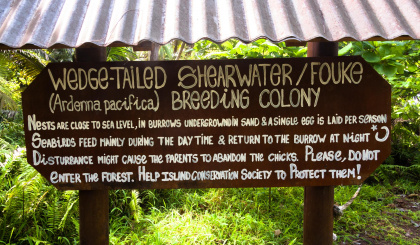 WEDGE-TAILED SHEARWATER/FOUKE
(Ardenna pacifica) BREEDING COLONY
NESTS ARE CLOSE TO SEA LEVEL, IN BURROWS UNDERGROWNDIN SAND & A SINGLE EGG IS LAID PER SEASON
SEABIRDS FEED MAINLY DURING THE DAY TIME & RETURN TO THE BURROW AT NIGHT
DISTURBANCE MIGHT CAUSE THE PARENTS TO ABANDON THE CHICKS. PLEASE, DO NOT
ENTER THE FOREST. HELP ISLAND CONSERVATION SOCIETY TO PROTECT THEM!